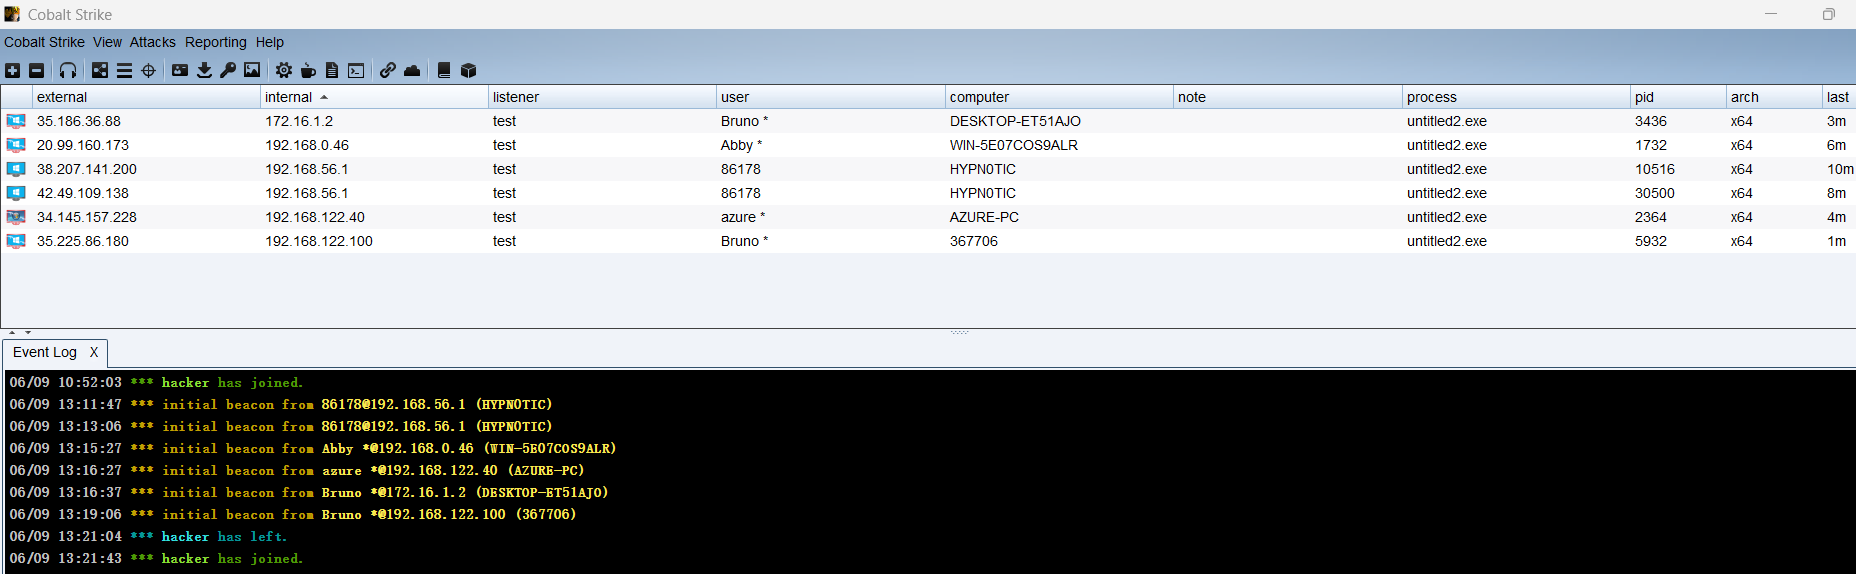 Cobalt Strike
Cobalt Strike View Attacks Reporting Help
external internal listener user computer note process pid arch last
35.186.36.88 172.16.1.2 test Bruno * DESKTOP-ET51AJO untitled2.exe 3436 x64 3m
20.99.160.173 192.168.0.46 test Abby * WIN-5E07COS9ALR untitled2.exe 1732 x64 6m
38.207.141.200 192.168.56.1 test 86178 HYPN0TIC untitled2.exe 10516 x64 10m
42.49.109.138 192.168.56.1 test 86178 HYPN0TIC untitled2.exe 30500 x64 8m
34.145.157.228 192.168.122.40 test azure * AZURE-PC untitled2.exe 2364 x64 4m
35.225.86.180 192.168.122.100 test Bruno * 367706 untitled2.exe 5932 x64 1m
Event Log X
06/09 10:52:03 *** hacker has joined.
06/09 13:11:47 *** initial beacon from 86178@192.168.56.1 (HYPN0TIC)
06/09 13:13:06 *** initial beacon from 86178@192.168.56.1 (HYPN0TIC)
06/09 13:15:27 *** initial beacon from Abby *@192.168.0.46 (WIN-5E07COS9ALR)
06/09 13:16:27 *** initial beacon from azure *@192.168.122.40 (AZURE-PC)
06/09 13:16:37 *** initial beacon from Bruno *@172.16.1.2 (DESKTOP-ET51AJO)
06/09 13:19:06 *** initial beacon from Bruno *@192.168.122.100 (367706)
06/09 13:21:04 *** hacker has left.
06/09 13:21:43 *** hacker has joined.